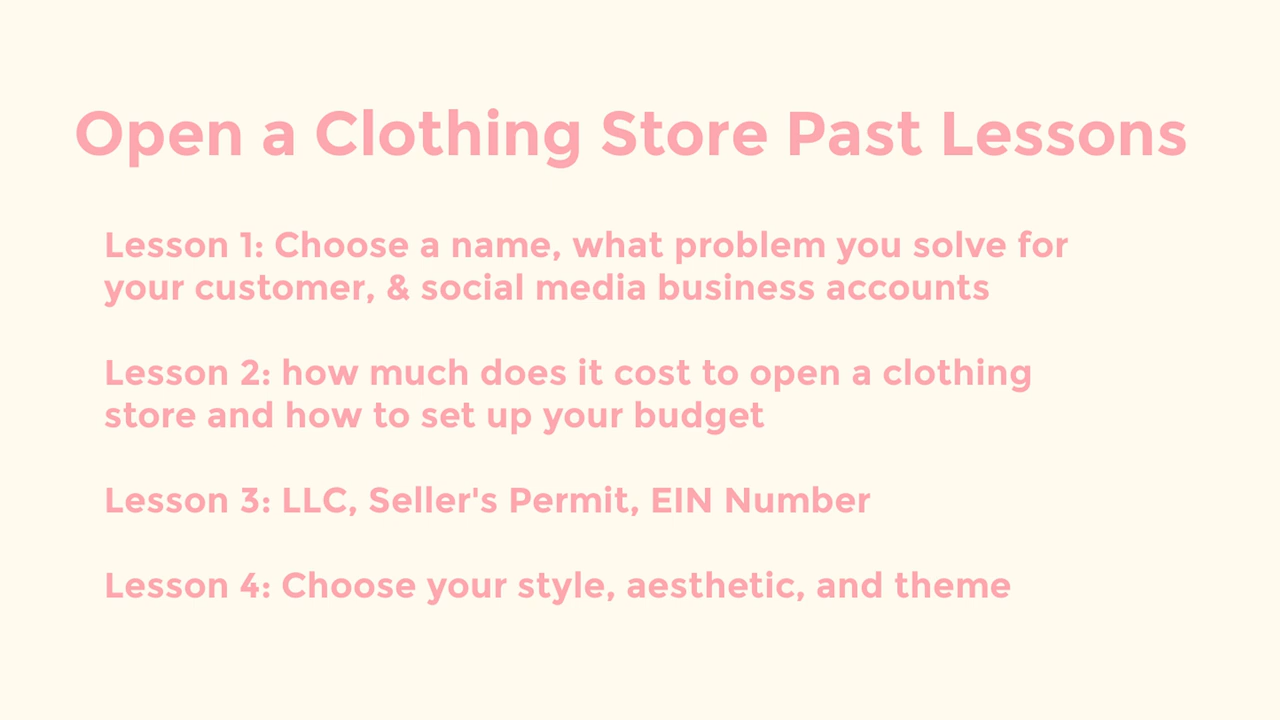 Open a Clothing Store Past Lessons
Lesson 1: Choose a name, what problem you solve for
your customer, & social media business accounts
Lesson 2: how much does it cost to open a clothing
store and how to set up your budget
Lesson 3: LLC, Seller's Permit, EIN Number
Lesson 4: Choose your style, aesthetic, and theme